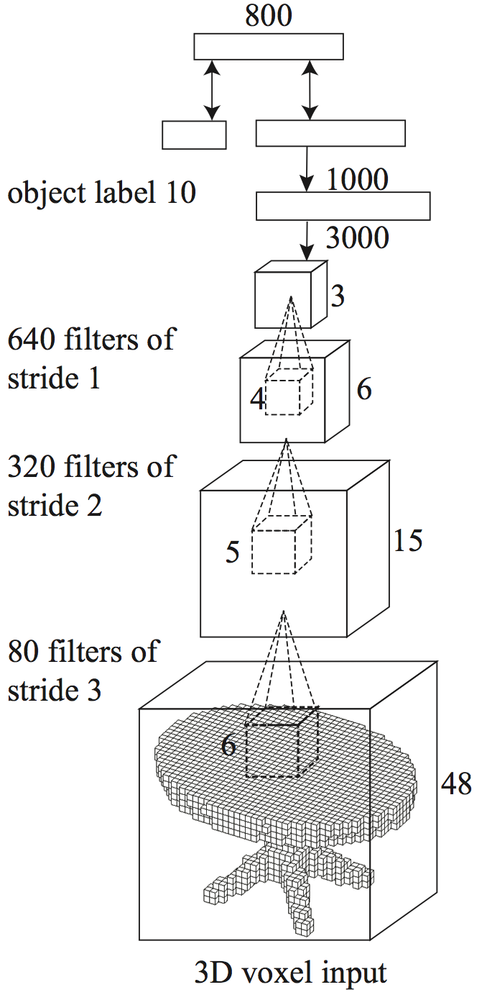 800
1000
object label 10
3000
3
640 filters of
stride 1
4
6
320 filters of
stride 2
5
15
80 filters of
stride 3
6
48
3D voxel input